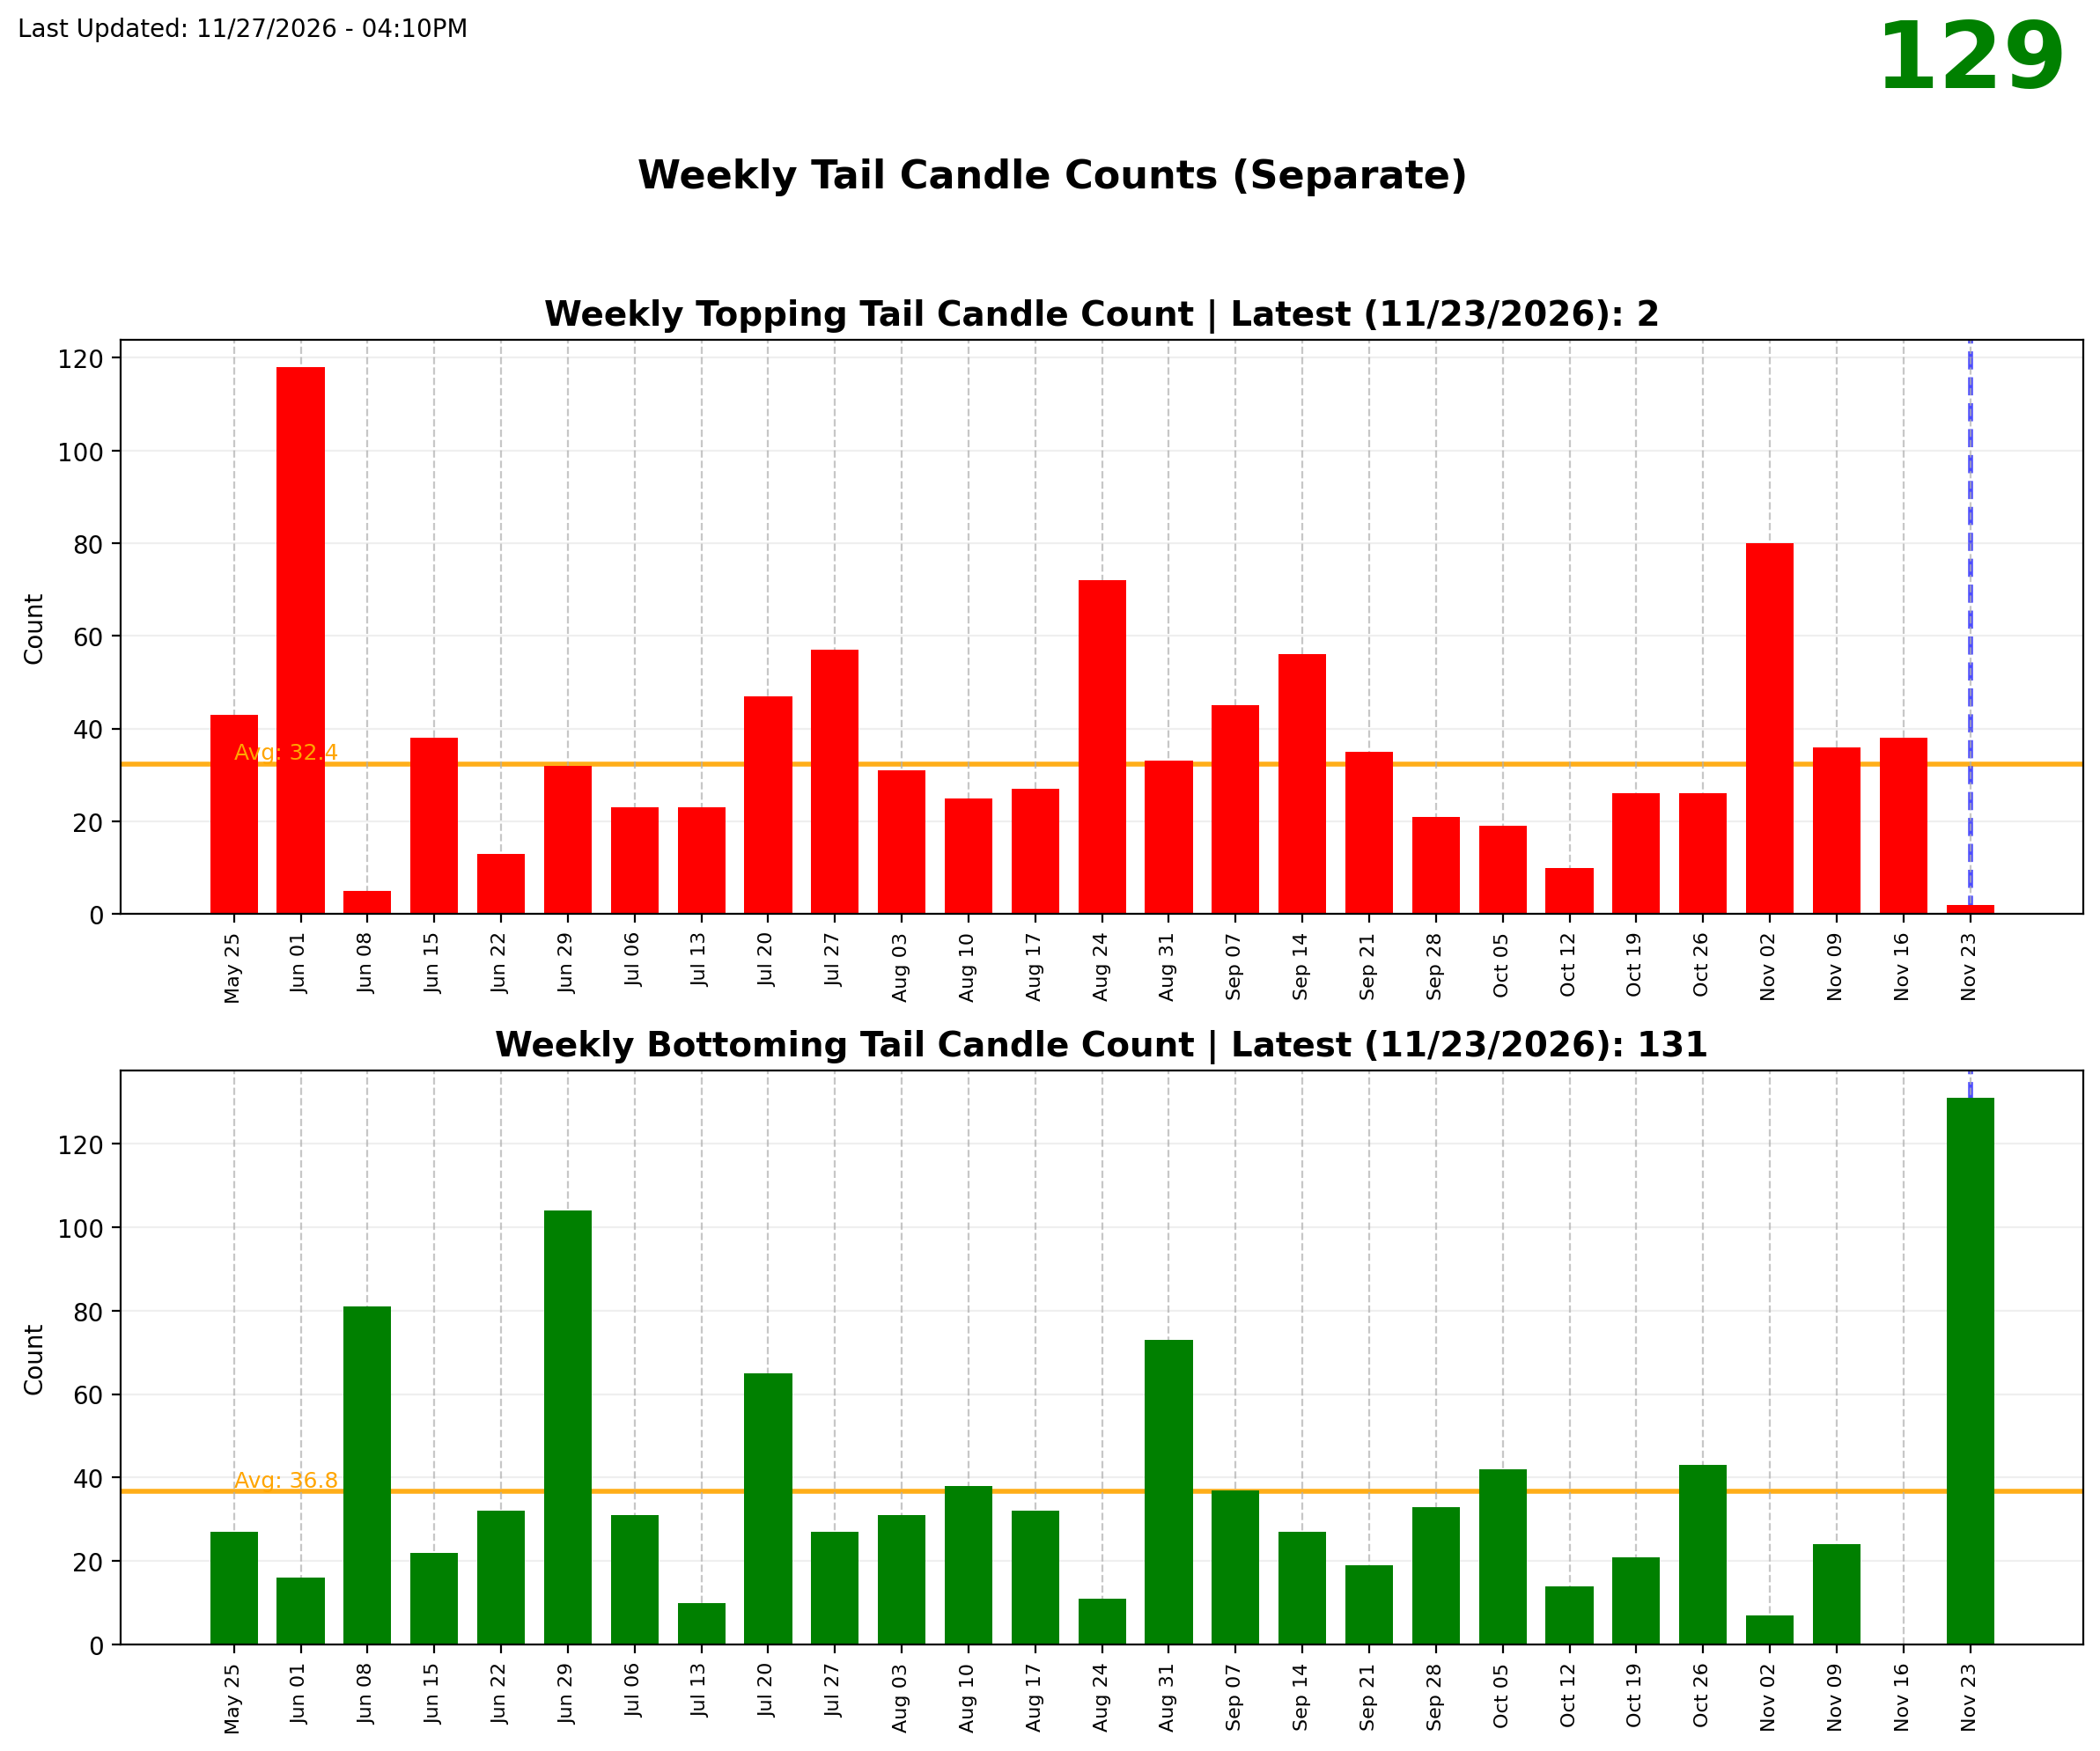 Last Updated: 11/27/2026 - 04:10PM
129
Weekly Tail Candle Counts (Separate)
Weekly Topping Tail Candle Count | Latest (11/23/2026): 2
120
100
80
60
40
20
0
Count
Avg: 32.4
May 25
Jun 01
Jun 08
Jun 15
Jun 22
Jun 29
Jul 06
Jul 13
Jul 20
Jul 27
Aug 03
Aug 10
Aug 17
Aug 24
Aug 31
Sep 07
Sep 14
Sep 21
Sep 28
Oct 05
Oct 12
Oct 19
Oct 26
Nov 02
Nov 09
Nov 16
Nov 23
Weekly Bottoming Tail Candle Count | Latest (11/23/2026): 131
120
100
80
60
40
20
0
Count
Avg: 36.8
May 25
Jun 01
Jun 08
Jun 15
Jun 22
Jun 29
Jul 06
Jul 13
Jul 20
Jul 27
Aug 03
Aug 10
Aug 17
Aug 24
Aug 31
Sep 07
Sep 14
Sep 21
Sep 28
Oct 05
Oct 12
Oct 19
Oct 26
Nov 02
Nov 09
Nov 16
Nov 23